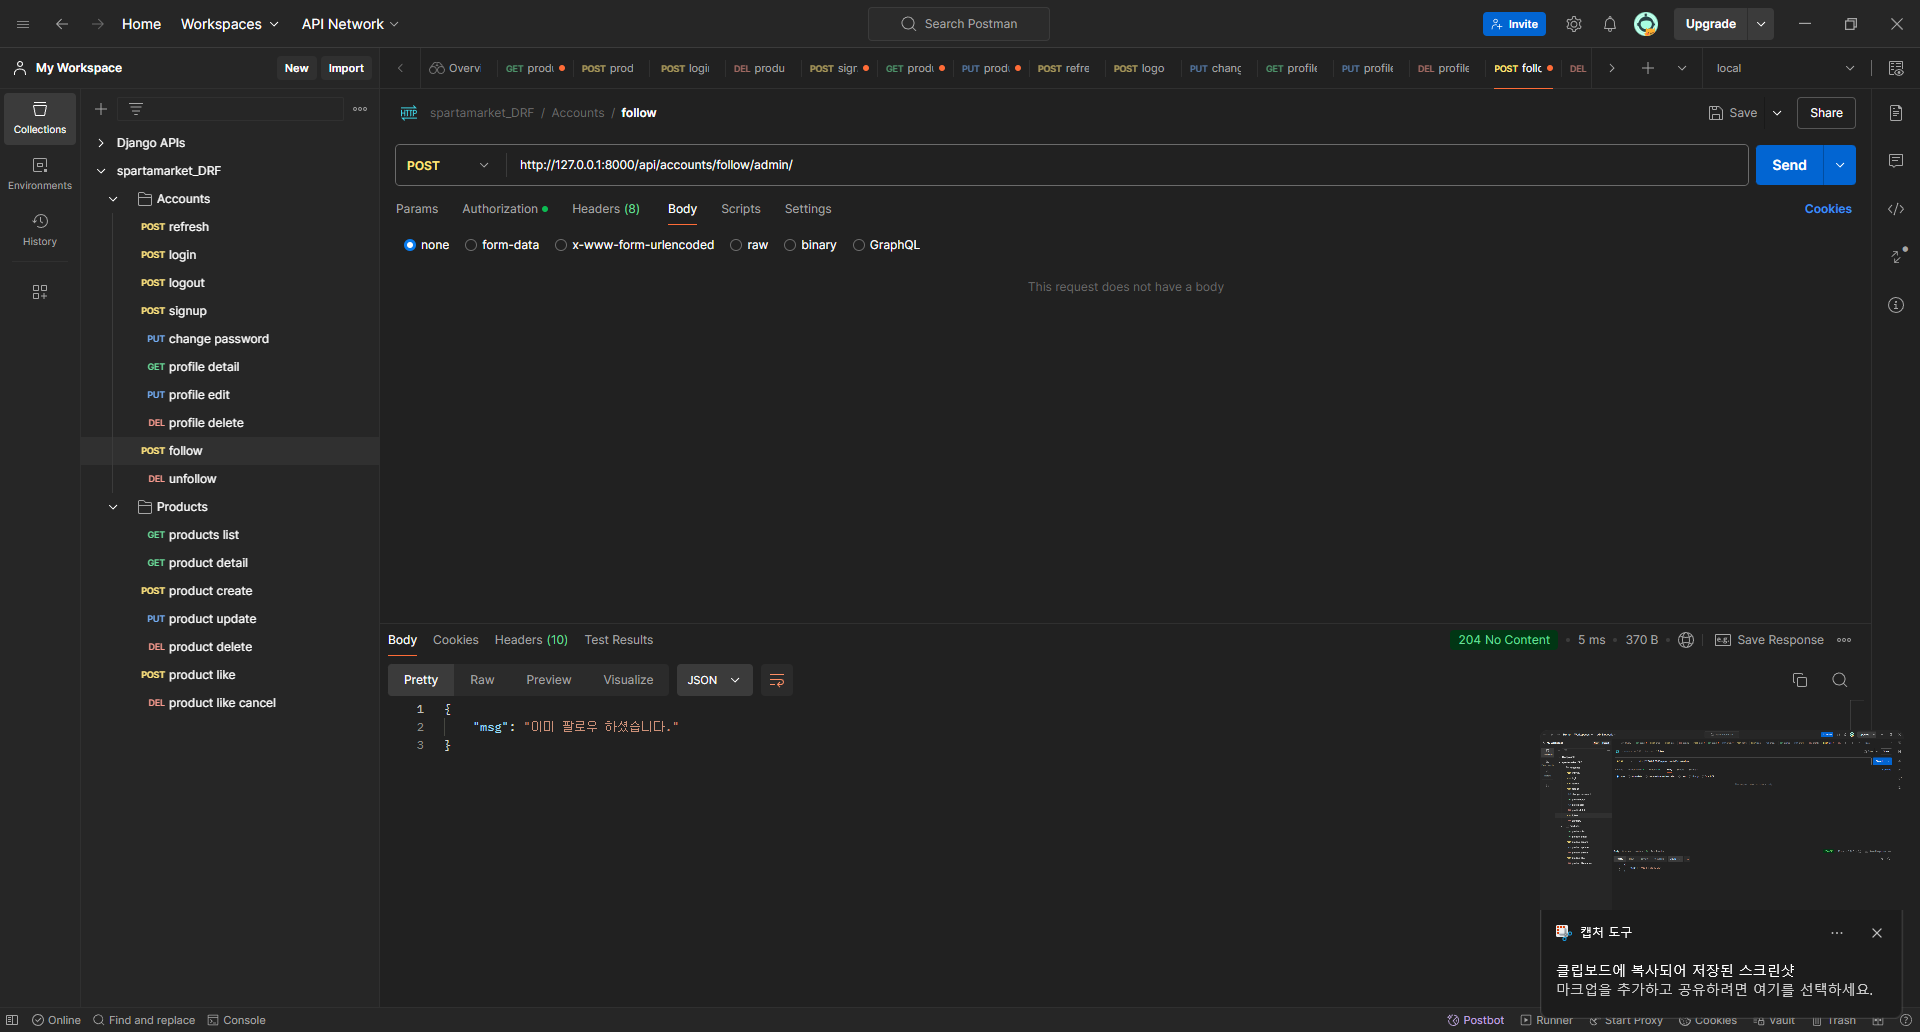 Home Workspaces API Network Search Postman Invite Upgrade
My Workspace New Import Overvi GET produ POST prod POST logii DEL produ POST sigr GET produ PUT produ POST refre POST logo PUT chang GET profile PUT profile DEL profile POST follc DEL local
Collections
Environments
History
Django APIs
spartamarket_DRF
Accounts
POST refresh
POST login
POST logout
POST signup
PUT change password
GET profile detail
PUT profile edit
DEL profile delete
POST follow
DEL unfollow
Products
GET products list
GET product detail
POST product create
PUT product update
DEL product delete
POST product like
DEL product like cancel
HTTP spartamarket_DRF / Accounts / follow Save Share
POST http://127.0.0.1:8000/api/accounts/follow/admin/ Send
Params Authorization Headers (8) Body Scripts Settings Cookies
none form-data x-www-form-urlencoded raw binary GraphQL
This request does not have a body
Body Cookies Headers (10) Test Results 204 No Content 5 ms 370 B e.g. Save Response
Pretty Raw Preview Visualize JSON
1 {
2 "msg": "이미 팔로우 하셨습니다."
3 }
캡처 도구
클립보드에 복사되어 저장된 스크린샷
마크업을 추가하고 공유하려면 여기를 선택하세요.
Online Find and replace Console Postbot Runner Start Proxy Cookies Vault Trash